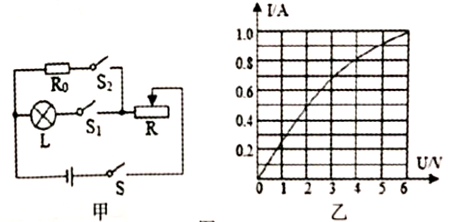 R₀ S₂
L S₁ R
S
甲
I/A
1.0
0.8
0.6
0.4
0.2
U/V
0 1 2 3 4 5 6
乙